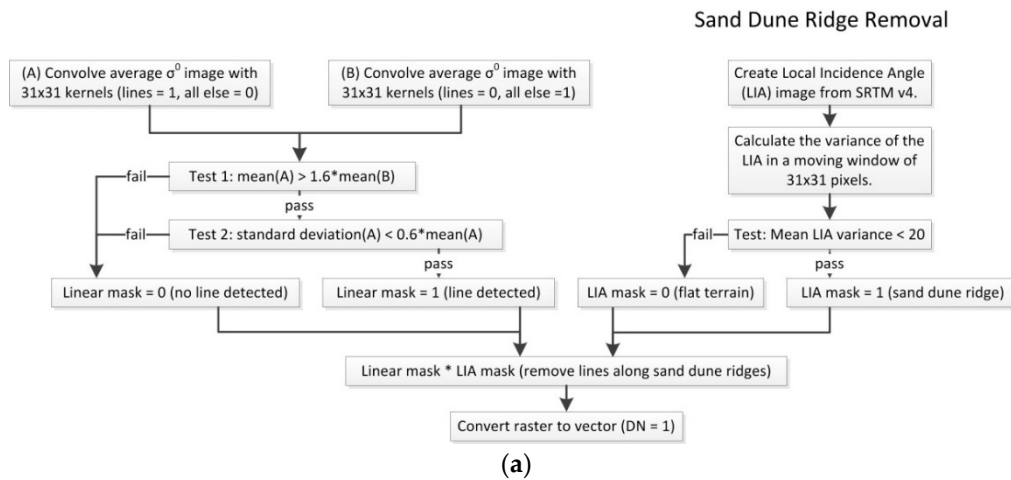 Sand Dune Ridge Removal
(A) Convolve average σ⁰ image with
31x31 kernels (lines = 1, all else = 0)
(B) Convolve average σ⁰ image with
31x31 kernels (lines = 0, all else =1)
Create Local Incidence Angle
(LIA) image from SRTM v4.
Calculate the variance of the
LIA in a moving window of
31x31 pixels.
fail
Test 1: mean(A) > 1.6*mean(B)
pass
fail
Test 2: standard deviation(A) < 0.6*mean(A)
pass
fail
Test: Mean LIA variance < 20
pass
Linear mask = 0 (no line detected)
Linear mask = 1 (line detected)
LIA mask = 0 (flat terrain)
LIA mask = 1 (sand dune ridge)
Linear mask * LIA mask (remove lines along sand dune ridges)
Convert raster to vector (DN = 1)
(a)